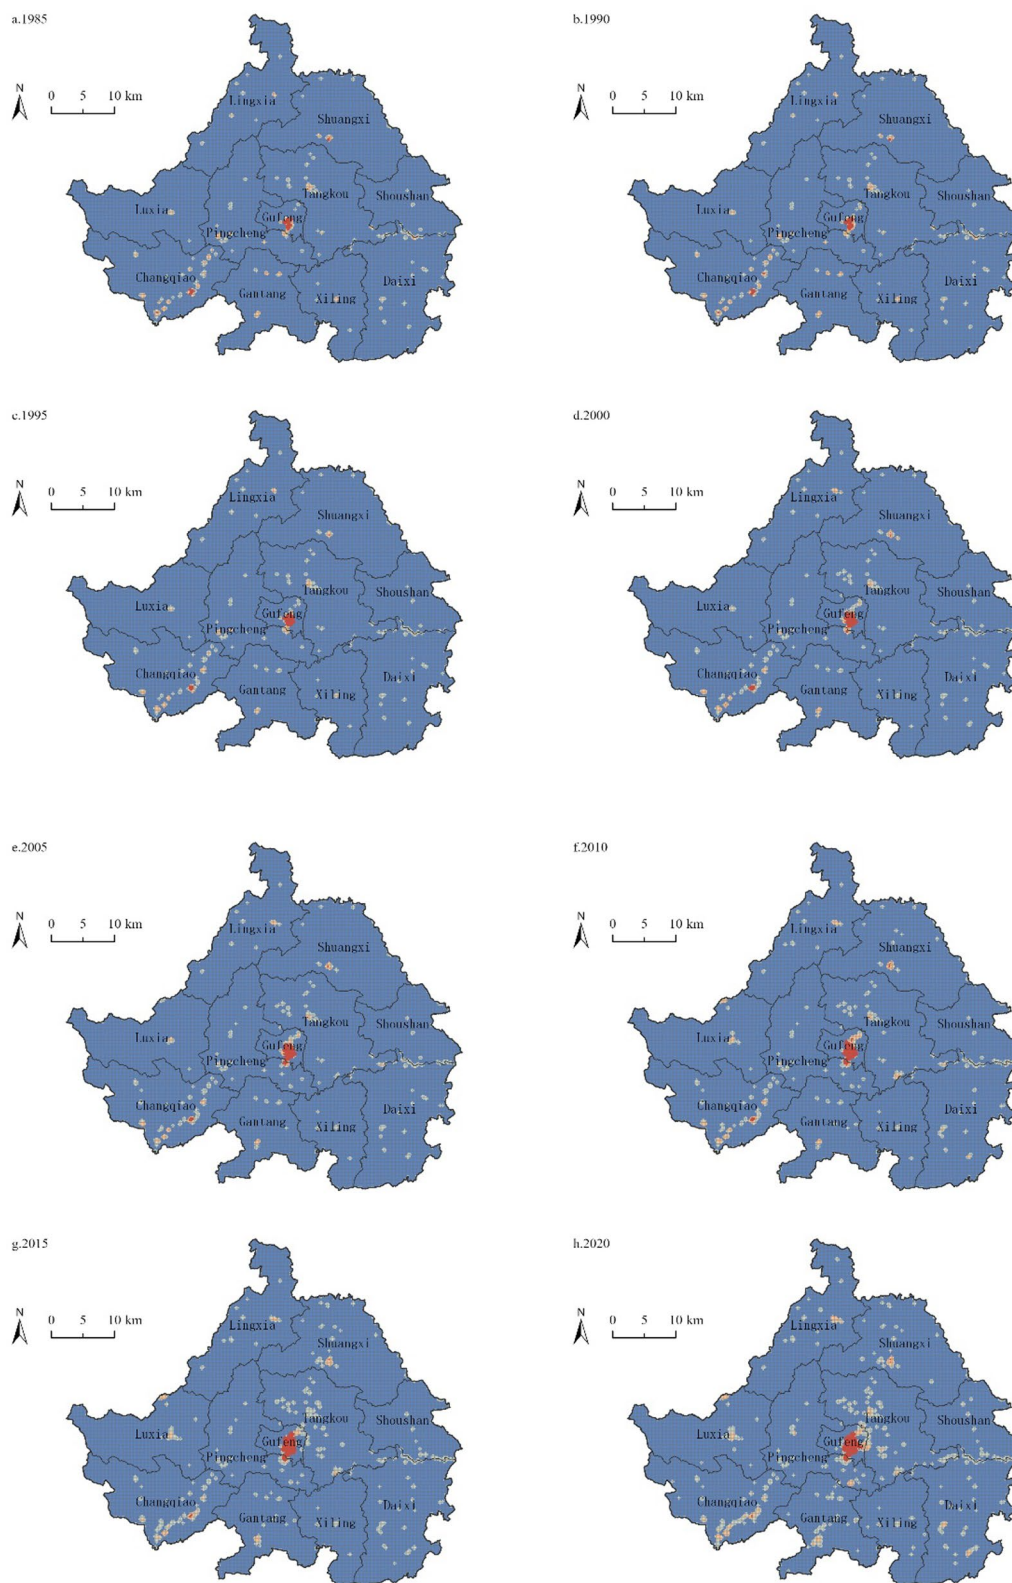 a.1985
b.1990
N
0 5 10 km
N
0 5 10 km
Lingxia
Shuangxi
Tangkou
Shoushan
Luxia
Gufeng
Pingcheng
Changqiao
Gantang
Xiling
Daixi
Lingxia
Shuangxi
Tangkou
Shoushan
Luxia
Gufeng
Pingcheng
Changqiao
Gantang
Xiling
Daixi
c.1995
d.2000
N
0 5 10 km
N
0 5 10 km
Lingxia
Shuangxi
Tangkou
Shoushan
Luxia
Gufeng
Pingcheng
Changqiao
Gantang
Xiling
Daixi
Lingxia
Shuangxi
Tangkou
Shoushan
Luxia
Gufeng
Pingcheng
Changqiao
Gantang
Xiling
Daixi
e.2005
f.2010
N
0 5 10 km
N
0 5 10 km
Lingxia
Shuangxi
Tangkou
Shoushan
Luxia
Gufeng
Pingcheng
Changqiao
Gantang
Xiling
Daixi
Lingxia
Shuangxi
Tangkou
Shoushan
Luxia
Gufeng
Pingcheng
Changqiao
Gantang
Xiling
Daixi
g.2015
h.2020
N
0 5 10 km
N
0 5 10 km
Lingxia
Shuangxi
Tangkou
Shoushan
Luxia
Gufeng
Pingcheng
Changqiao
Gantang
Xiling
Daixi
Lingxia
Shuangxi
Tangkou
Shoushan
Luxia
Gufeng
Pingcheng
Changqiao
Gantang
Xiling
Daixi